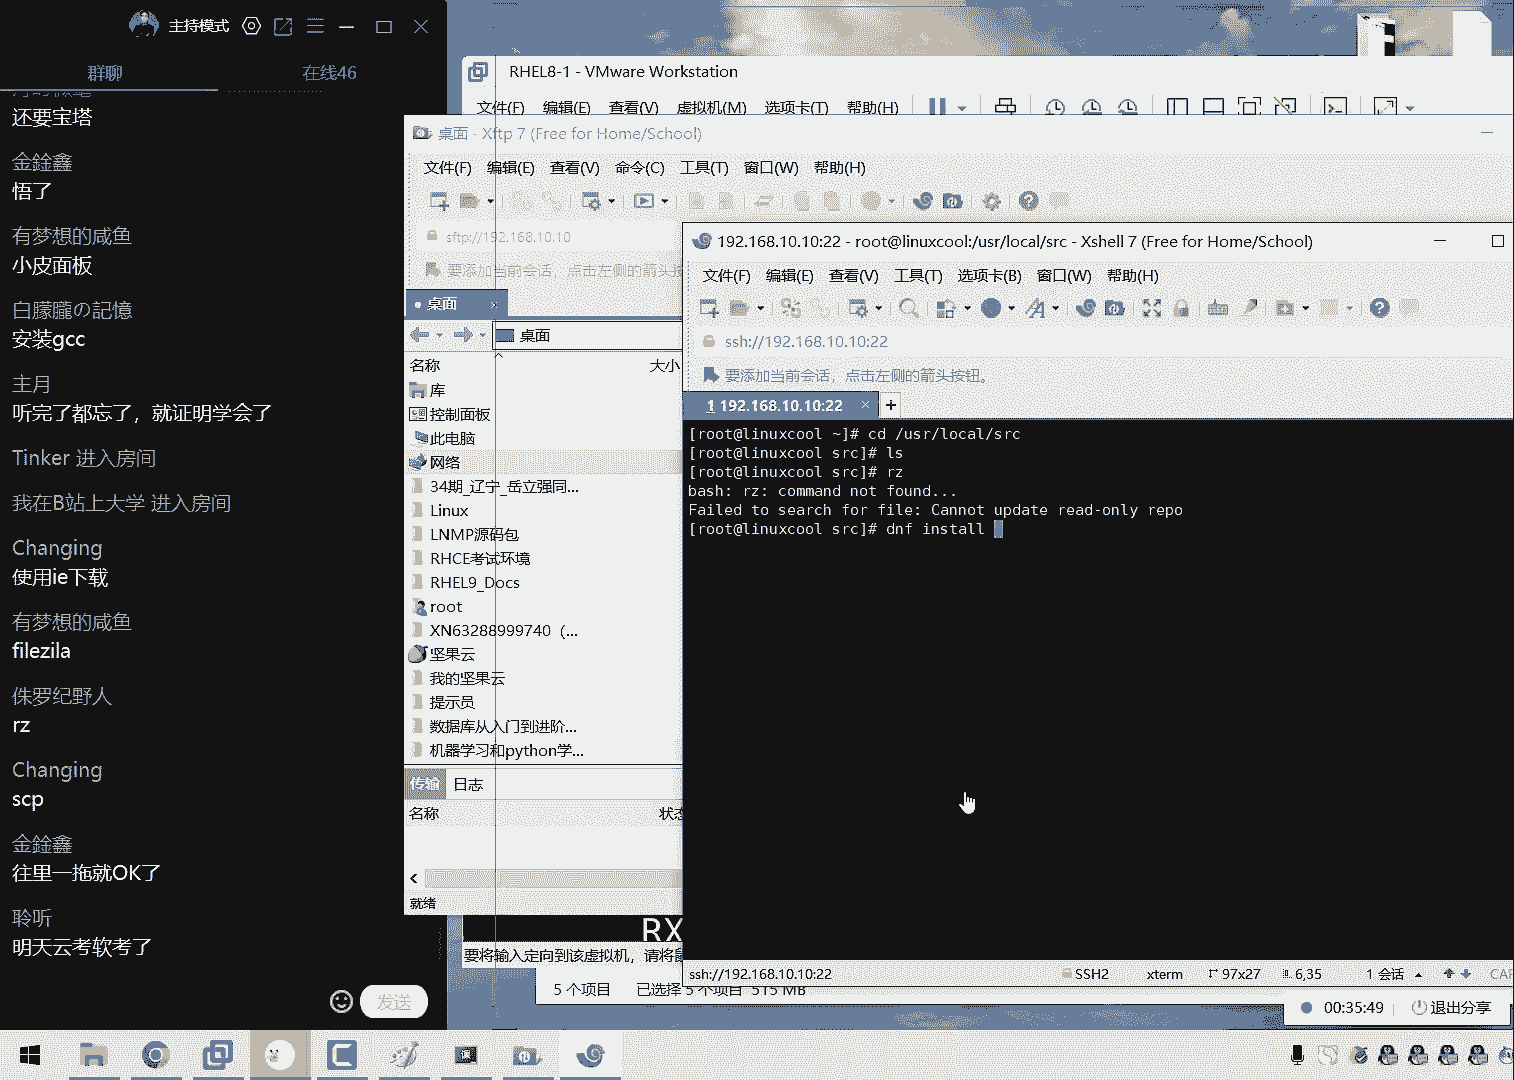 主持模式
群聊
在线46
还要宝塔
金銓鑫
悟了
有梦想的咸鱼
小皮面板
白朦朧の記憶
安装gcc
主月
听完了都忘了，就证明学会了
Tinker 进入房间
我在B站上大学 进入房间
Changing
使用ie下载
有梦想的咸鱼
filezila
侏罗纪野人
rz
Changing
scp
金銓鑫
往里一拖就OK了
聆听
明天云考软考了
发送
RHEL8-1 - VMware Workstation
文件(F) 编辑(E) 查看(V) 虚拟机(M) 选项卡(T) 帮助(H)
桌面 - Xftp 7 (Free for Home/School)
文件(F) 编辑(E) 查看(V) 命令(C) 工具(T) 窗口(W) 帮助(H)
sftp://192.168.10.10
要添加当前会话，点击左侧的箭头按
桌面
桌面
名称 大小
库
控制面板
此电脑
网络
34期_辽宁_岳立强同...
Linux
LNMP源码包
RHCE考试环境
RHEL9_Docs
root
XN63288999740（...
坚果云
我的坚果云
提示员
数据库从入门到进阶...
机器学习和python学...
传输 日志
名称 状态
就绪
192.168.10.10:22 - root@linuxcool:/usr/local/src - Xshell 7 (Free for Home/School)
文件(F) 编辑(E) 查看(V) 工具(T) 选项卡(B) 窗口(W) 帮助(H)
ssh://192.168.10.10:22
要添加当前会话，点击左侧的箭头按钮。
1 192.168.10.10:22
[root@linuxcool ~]# cd /usr/local/src
[root@linuxcool src]# ls
[root@linuxcool src]# rz
bash: rz: command not found...
Failed to search for file: Cannot update read-only repo
[root@linuxcool src]# dnf install
ssh://192.168.10.10:22 SSH2 xterm 97x27 6,35 1 会话 CAP
RX
要将输入定向到该虚拟机，请将鼠
5 个项目 已选择 5 个项目 515 MB
00:35:49 退出分享